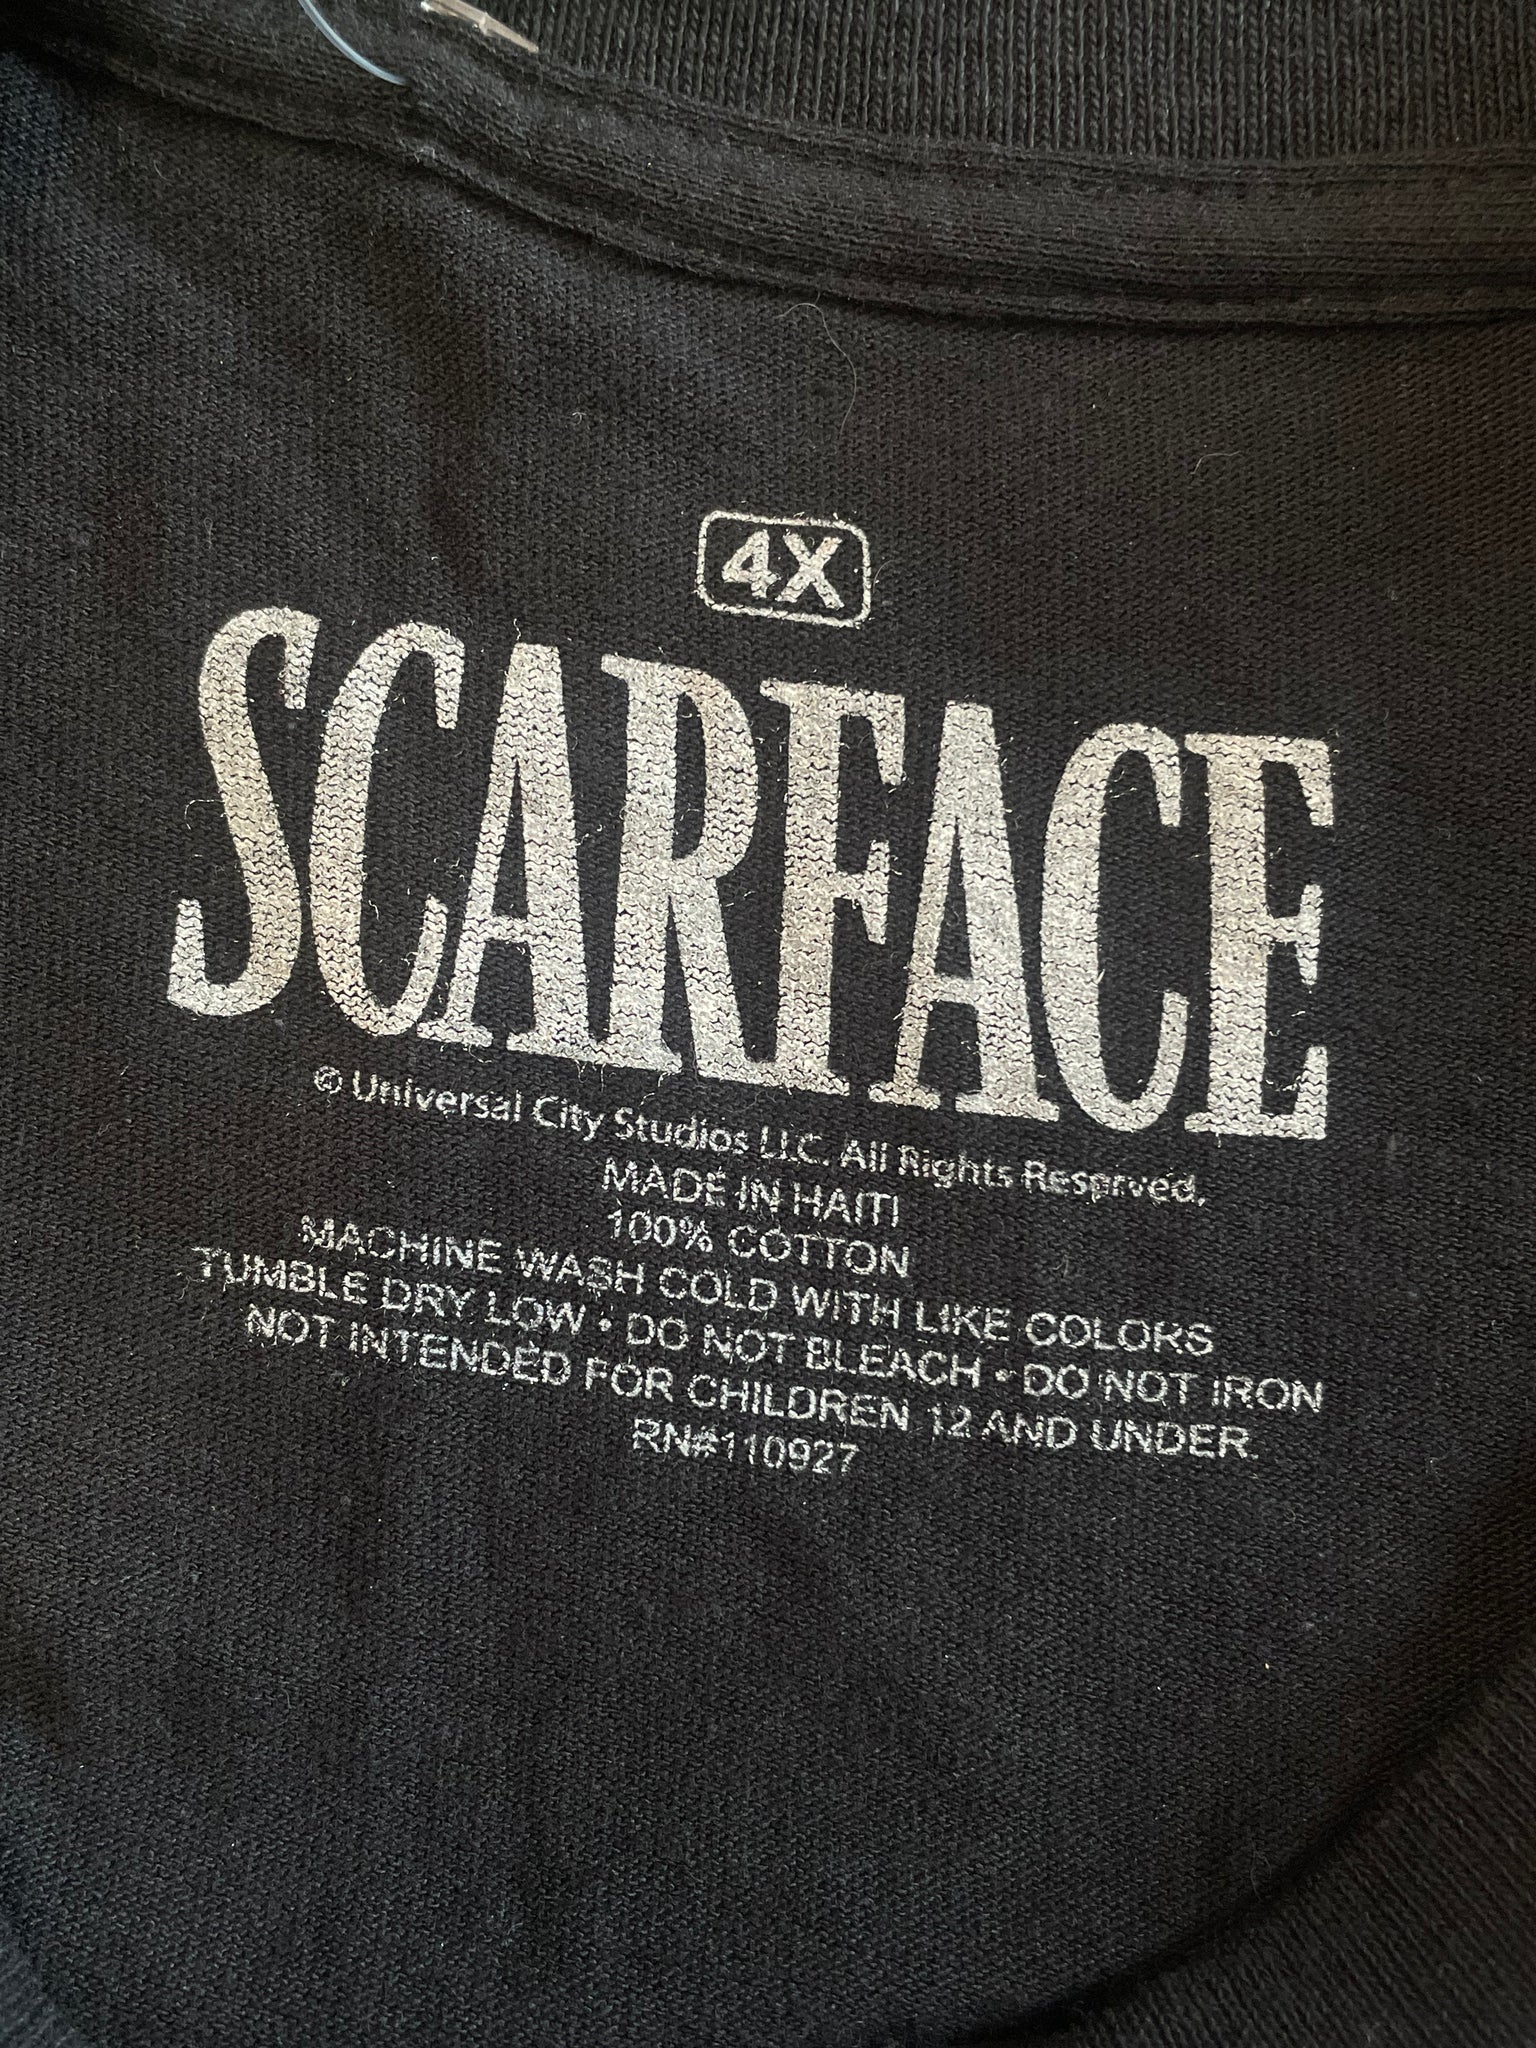 4X
SCARFACE
© Universal City Studios LLC. All Rights Reserved.
MADE IN HAITI
100% COTTON
MACHINE WASH COLD WITH LIKE COLORS
TUMBLE DRY LOW • DO NOT BLEACH • DO NOT IRON
NOT INTENDED FOR CHILDREN 12 AND UNDER.
RN#110927